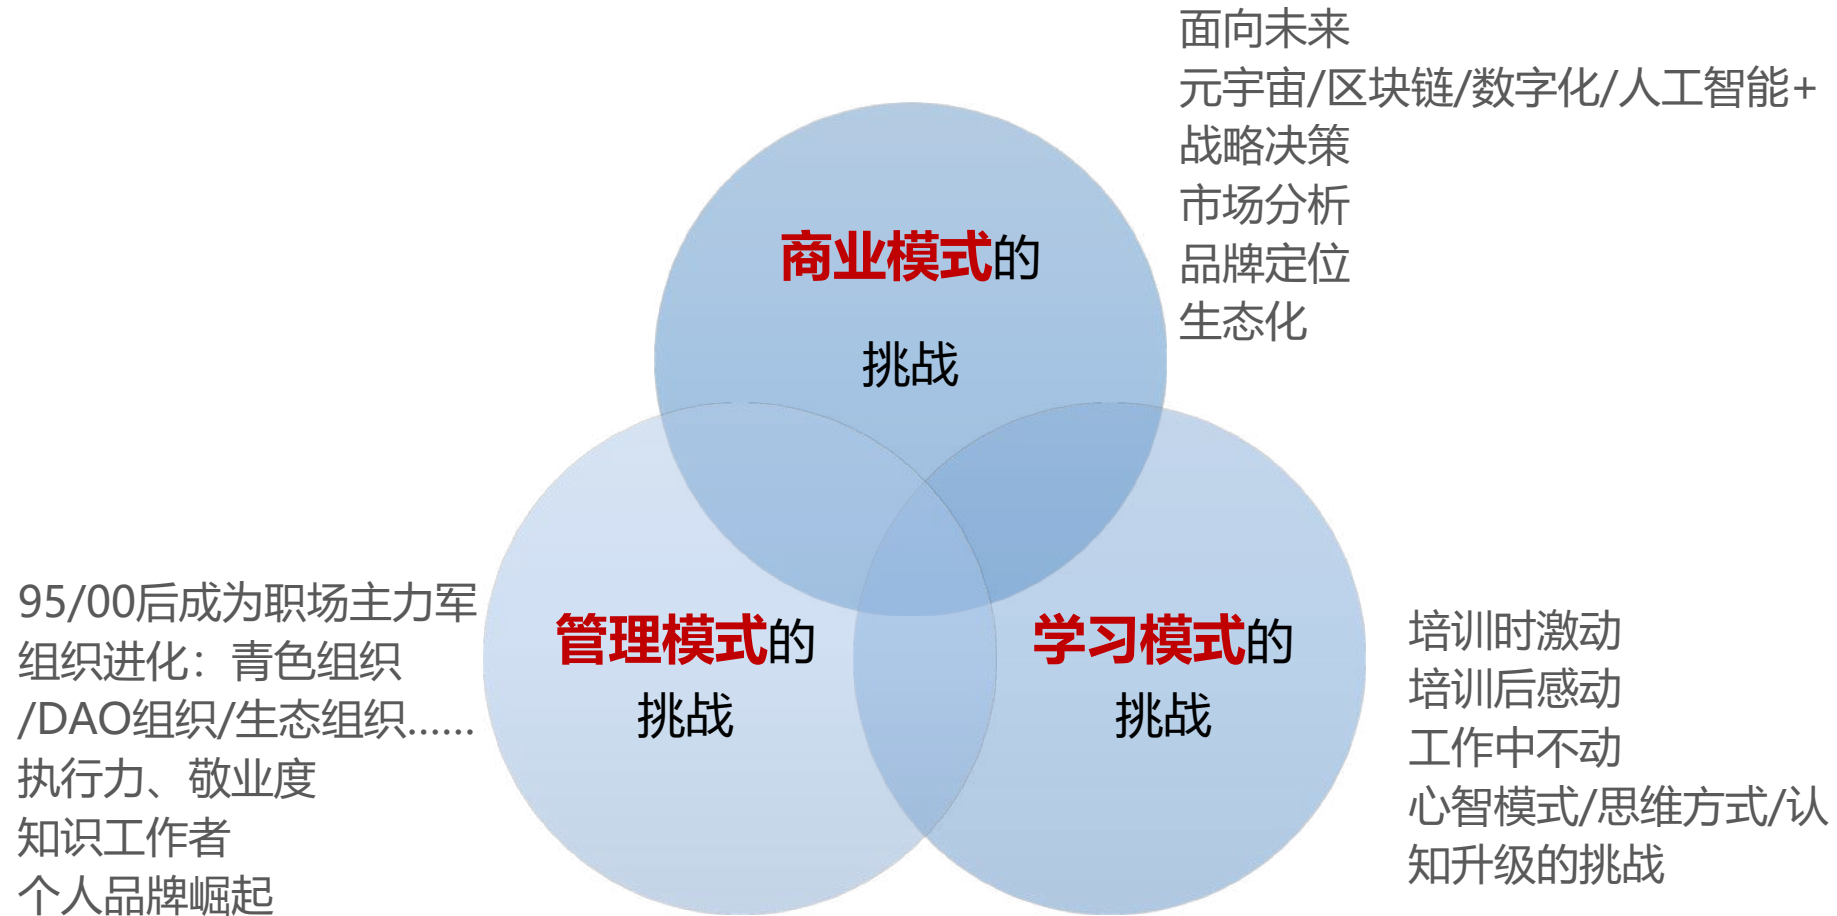 面向未来
元宇宙/区块链/数字化/人工智能+
战略决策
市场分析
品牌定位
生态化
商业模式的
挑战
95/00后成为职场主力军
组织进化：青色组织
/DAO组织/生态组织......
执行力、敬业度
知识工作者
个人品牌崛起
管理模式的
挑战
学习模式的
挑战
培训时激动
培训后感动
工作中不动
心智模式/思维方式/认
知升级的挑战